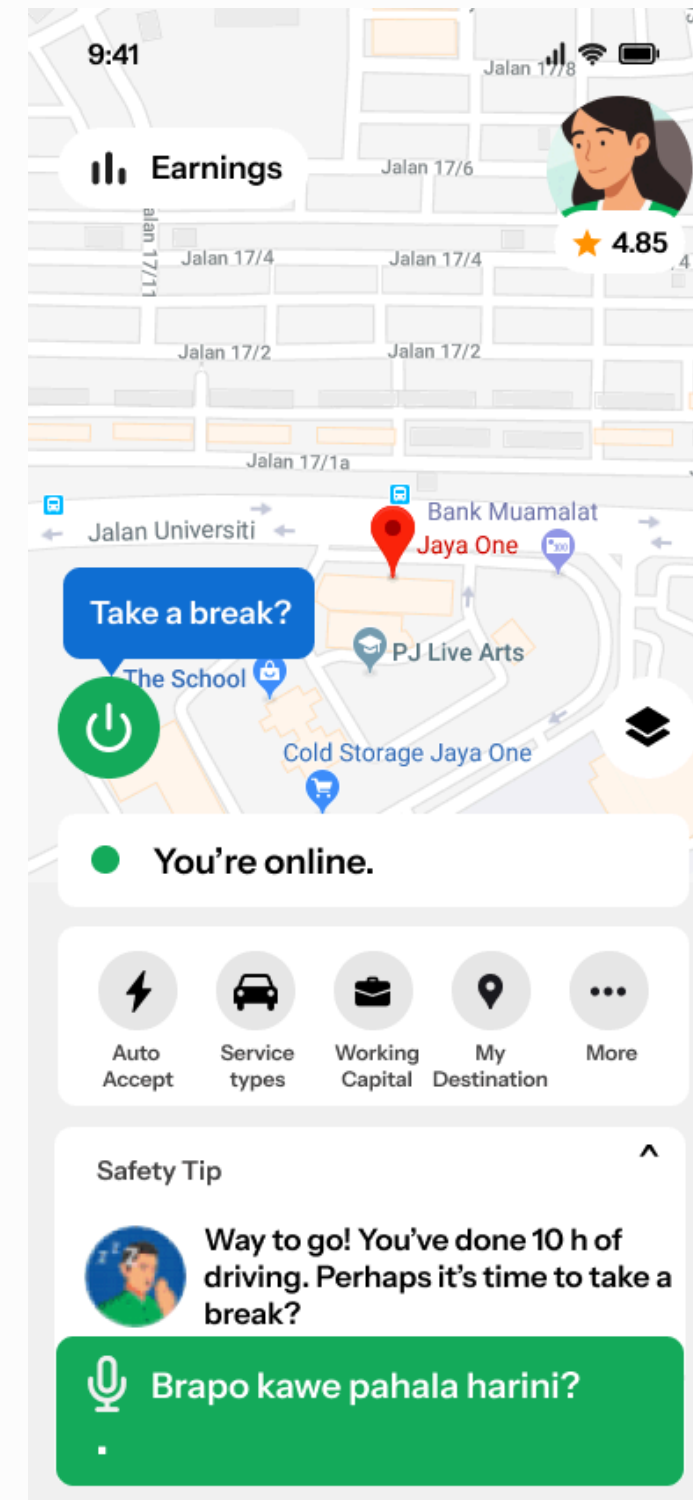 9:41
Jalan 17/8
Earnings
Jalan 17/6
4.85
alan 17/11
Jalan 17/4
Jalan 17/4
4
Jalan 17/2
Jalan 17/2
Jalan 17/1a
Bank Muamalat
Jalan Universiti
Jaya One
Take a break?
PJ Live Arts
The School
Cold Storage Jaya One
You’re online.
Auto
Accept
Service
types
Working
Capital
My
Destination
More
Safety Tip
^
z z z
Way to go! You’ve done 10 h of
driving. Perhaps it’s time to take a
break?
Brapo kawe pahala harini?
.